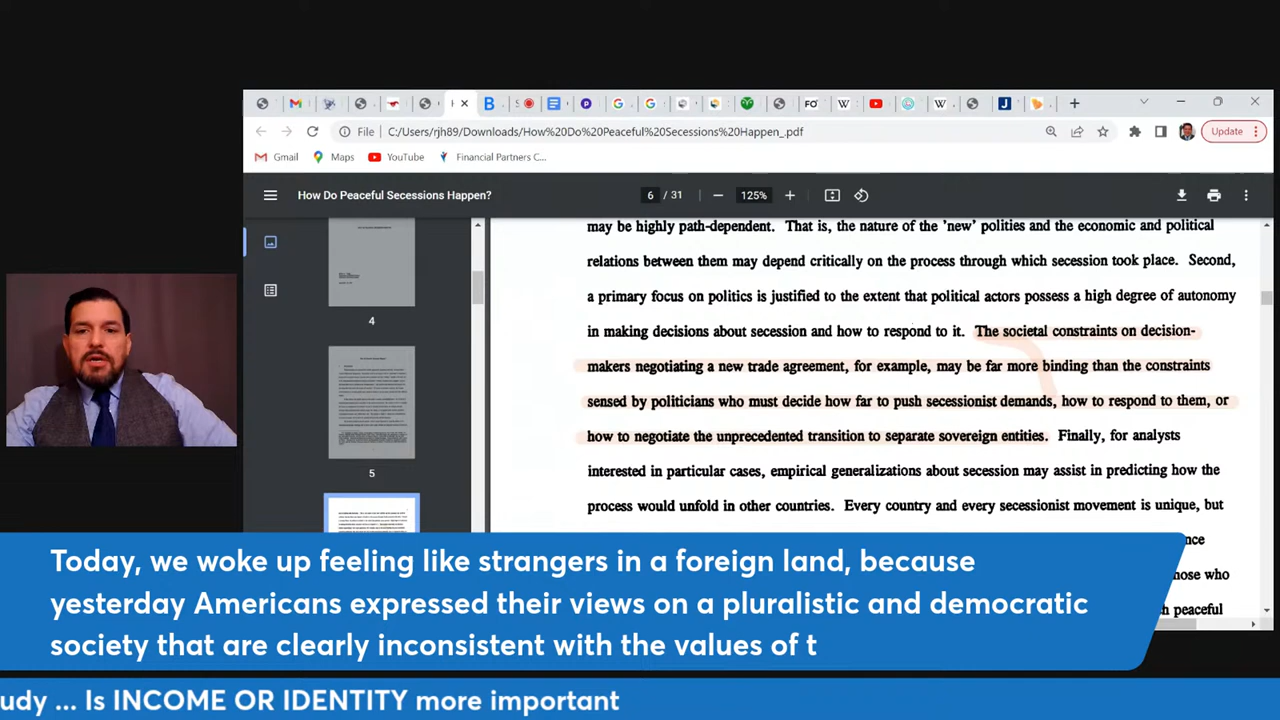 FO
W
W
J
Update
File
C:/Users/rjh89/Downloads/How%20Do%20Peaceful%20Secessions%20Happen_.pdf
Gmail
Maps
YouTube
Financial Partners C...
How Do Peaceful Secessions Happen?
6 / 31
125%
may be highly path-dependent. That is, the nature of the 'new' polities and the economic and political
relations between them may depend critically on the process through which secession took place. Second,
a primary focus on politics is justified to the extent that political actors possess a high degree of autonomy
in making decisions about secession and how to respond to it. The societal constraints on decision-
makers negotiating a new trade agreement, for example, may be far more binding than the constraints
sensed by politicians who must decide how far to push secessionist demands, how to respond to them, or
how to negotiate the unprecedented transition to separate sovereign entities. Finally, for analysts
interested in particular cases, empirical generalizations about secession may assist in predicting how the
process would unfold in other countries. Every country and every secessionist movement is unique, but
nce
hose who
h peaceful
4
5
Today, we woke up feeling like strangers in a foreign land, because
yesterday Americans expressed their views on a pluralistic and democratic
society that are clearly inconsistent with the values of t
udy ... Is INCOME OR IDENTITY more important